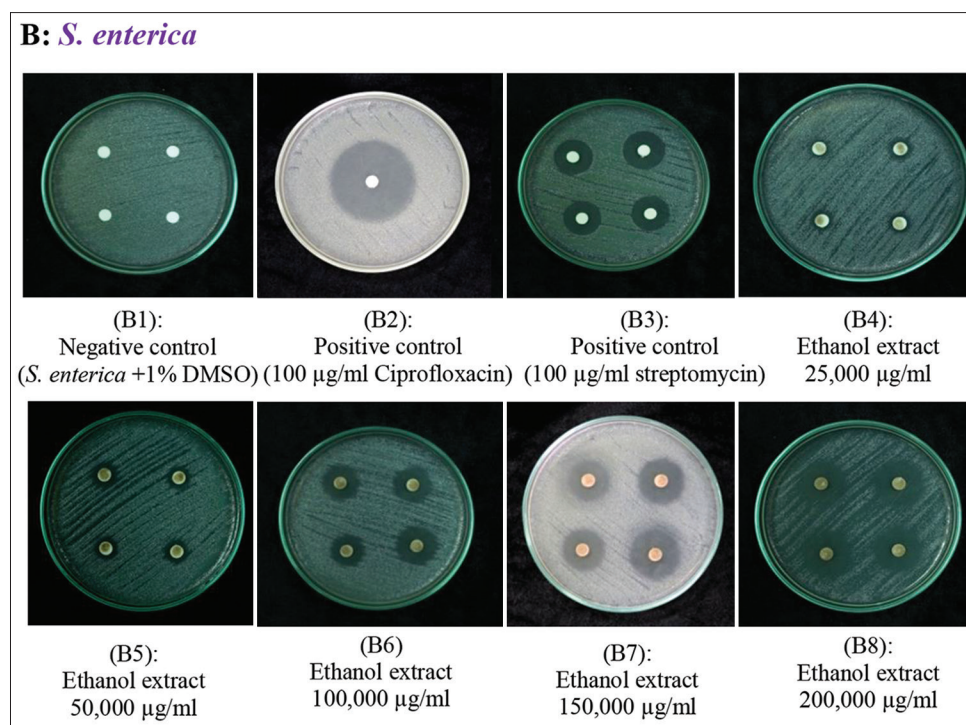 B: S. enterica
(B1):
Negative control
(S. enterica +1% DMSO)
(B2):
Positive control
(100 µg/ml Ciprofloxacin)
(B3):
Positive control
(100 µg/ml streptomycin)
(B4):
Ethanol extract
25,000 µg/ml
(B5):
Ethanol extract
50,000 µg/ml
(B6)
Ethanol extract
100,000 µg/ml
(B7):
Ethanol extract
150,000 µg/ml
(B8):
Ethanol extract
200,000 µg/ml